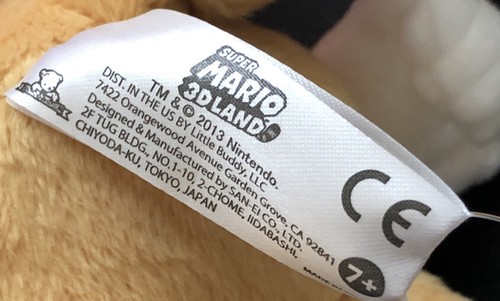 SUPER
MARIO
3D LAND
TM & © 2013 Nintendo.
DIST. IN THE US BY Little Buddy, LLC
7422 Orangewood Avenue Garden Grove, CA 92841
Designed & Manufactured by SAN-EI CO., LTD.
2F TUG BLDG., NO.1-10, 2-CHOME, IIDABASHI,
CHIYODA-KU, TOKYO, JAPAN
CE
7+